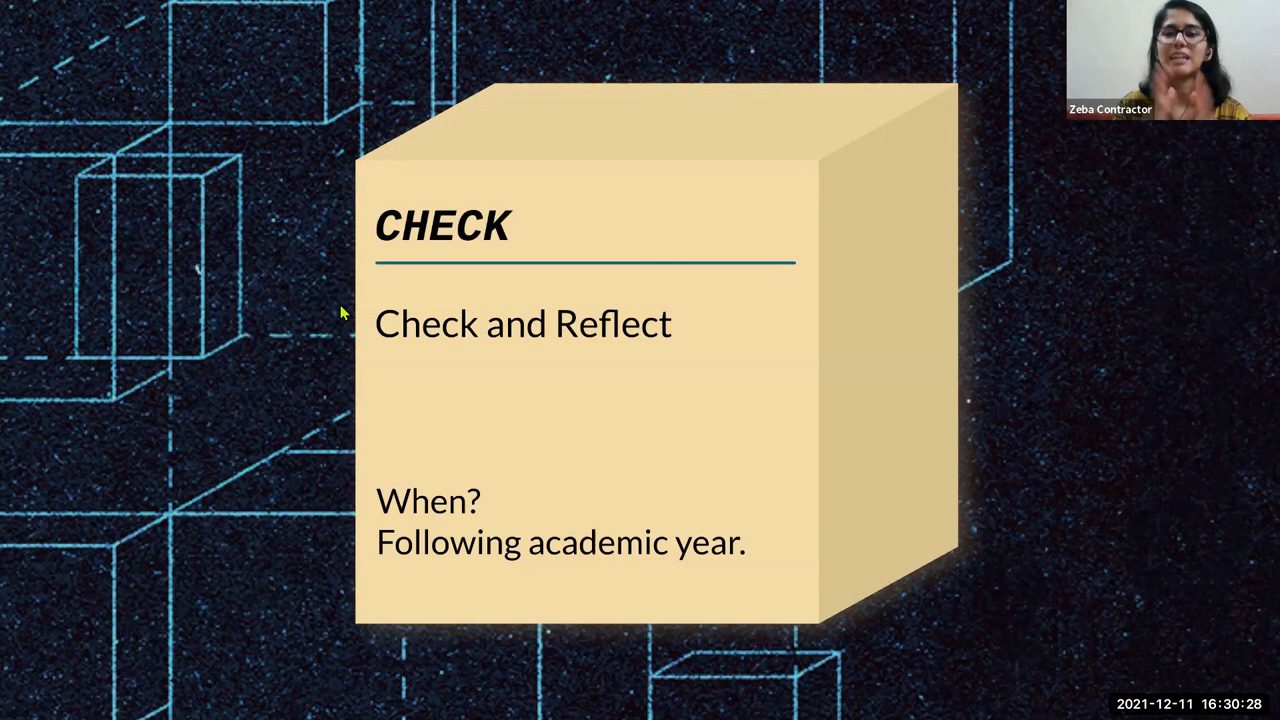 Zeba Contractor
CHECK
Check and Reflect
When?
Following academic year.
2021-12-11 16:30:28